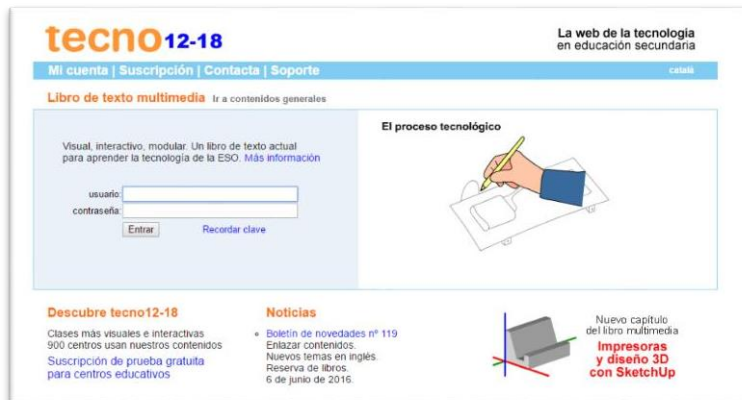 tecno12-18
La web de la tecnología
en educación secundaria
Mi cuenta | Suscripción | Contacta | Soporte
català
Libro de texto multimedia Ir a contenidos generales
Visual, interactivo, modular. Un libro de texto actual
para aprender la tecnología de la ESO. Más información
usuario:
contraseña:
Entrar
Recordar clave
El proceso tecnológico
Descubre tecno12-18
Clases más visuales e interactivas
900 centros usan nuestros contenidos
Suscripción de prueba gratuita
para centros educativos
Noticias
Boletín de novedades nº 119
Enlazar contenidos.
Nuevos temas en inglés.
Reserva de libros.
6 de junio de 2016.
Nuevo capítulo
del libro multimedia
Impresoras
y diseño 3D
con SketchUp